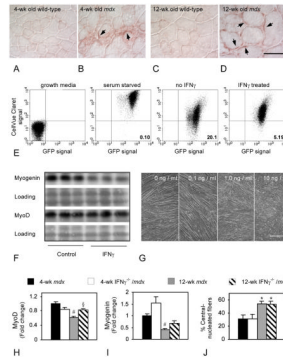 4-wk old wild-type 4-wk old mdx 12-wk old wild-type 12-wk old mdx
A B C D
growth media serum starved no IFNγ IFNγ treated
CellVue Claret signal
0.10 20.1 5.19
GFP signal GFP signal GFP signal GFP signal
E
Myogenin
Loading
MyoD
Loading
Control IFNγ
0 ng / ml 0.1 ng / ml 1.0 ng / ml 10 ng /
F G
4-wk mdx 4-wk IFNγ-/- /mdx 12-wk mdx 12-wk IFNγ-/- /mdx
MyoD (Fold change)
Myogenin (Fold change)
% Central-nucleated fibers
H I J